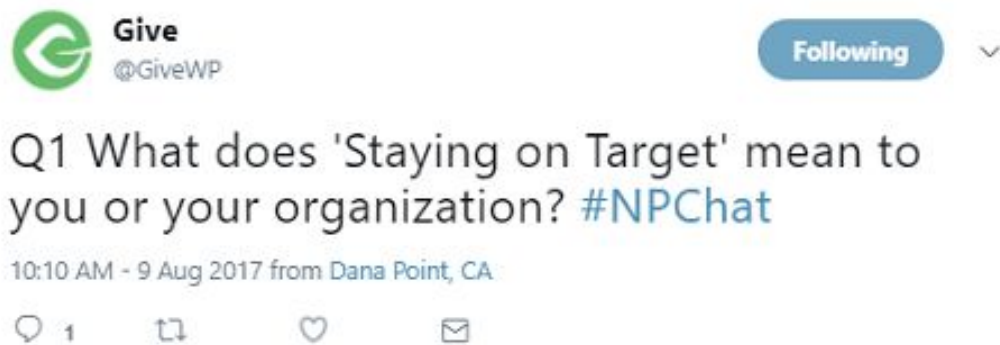 Give
@GiveWP
Following
Q1 What does 'Staying on Target' mean to
you or your organization? #NPChat
10:10 AM - 9 Aug 2017 from Dana Point, CA
1